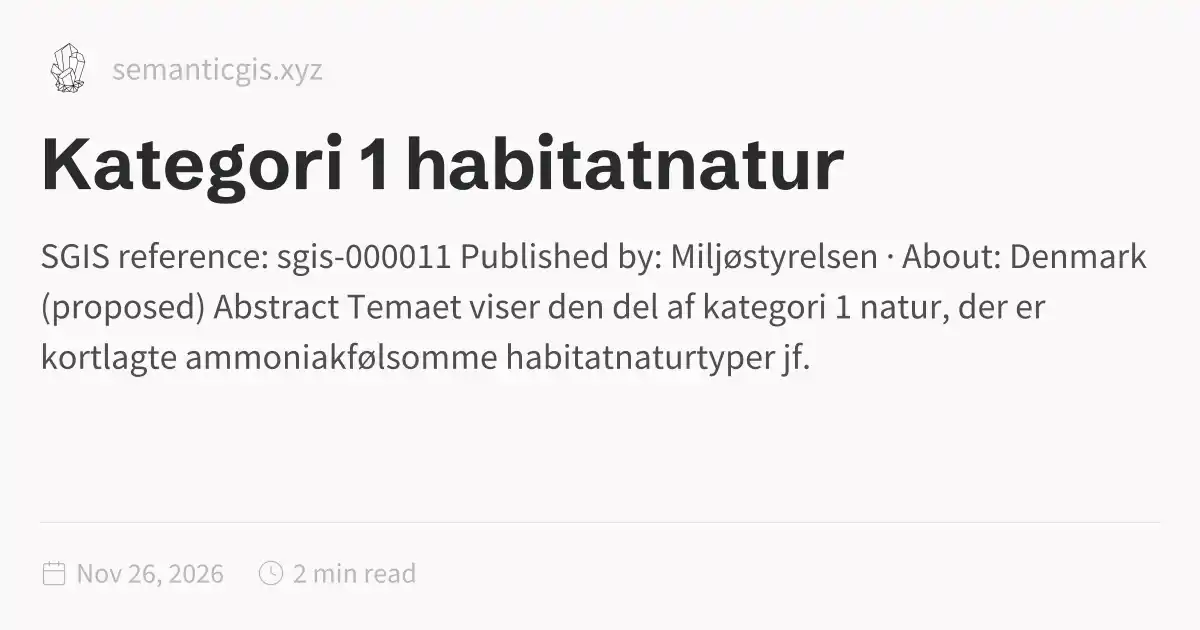 semanticgis.xyz
Kategori 1 habitatnatur
SGIS reference: sgis-000011 Published by: Miljøstyrelsen · About: Denmark
(proposed) Abstract Temaet viser den del af kategori 1 natur, der er
kortlagte ammoniakfølsomme habitatnaturtyper jf.
Nov 26, 2026 2 min read